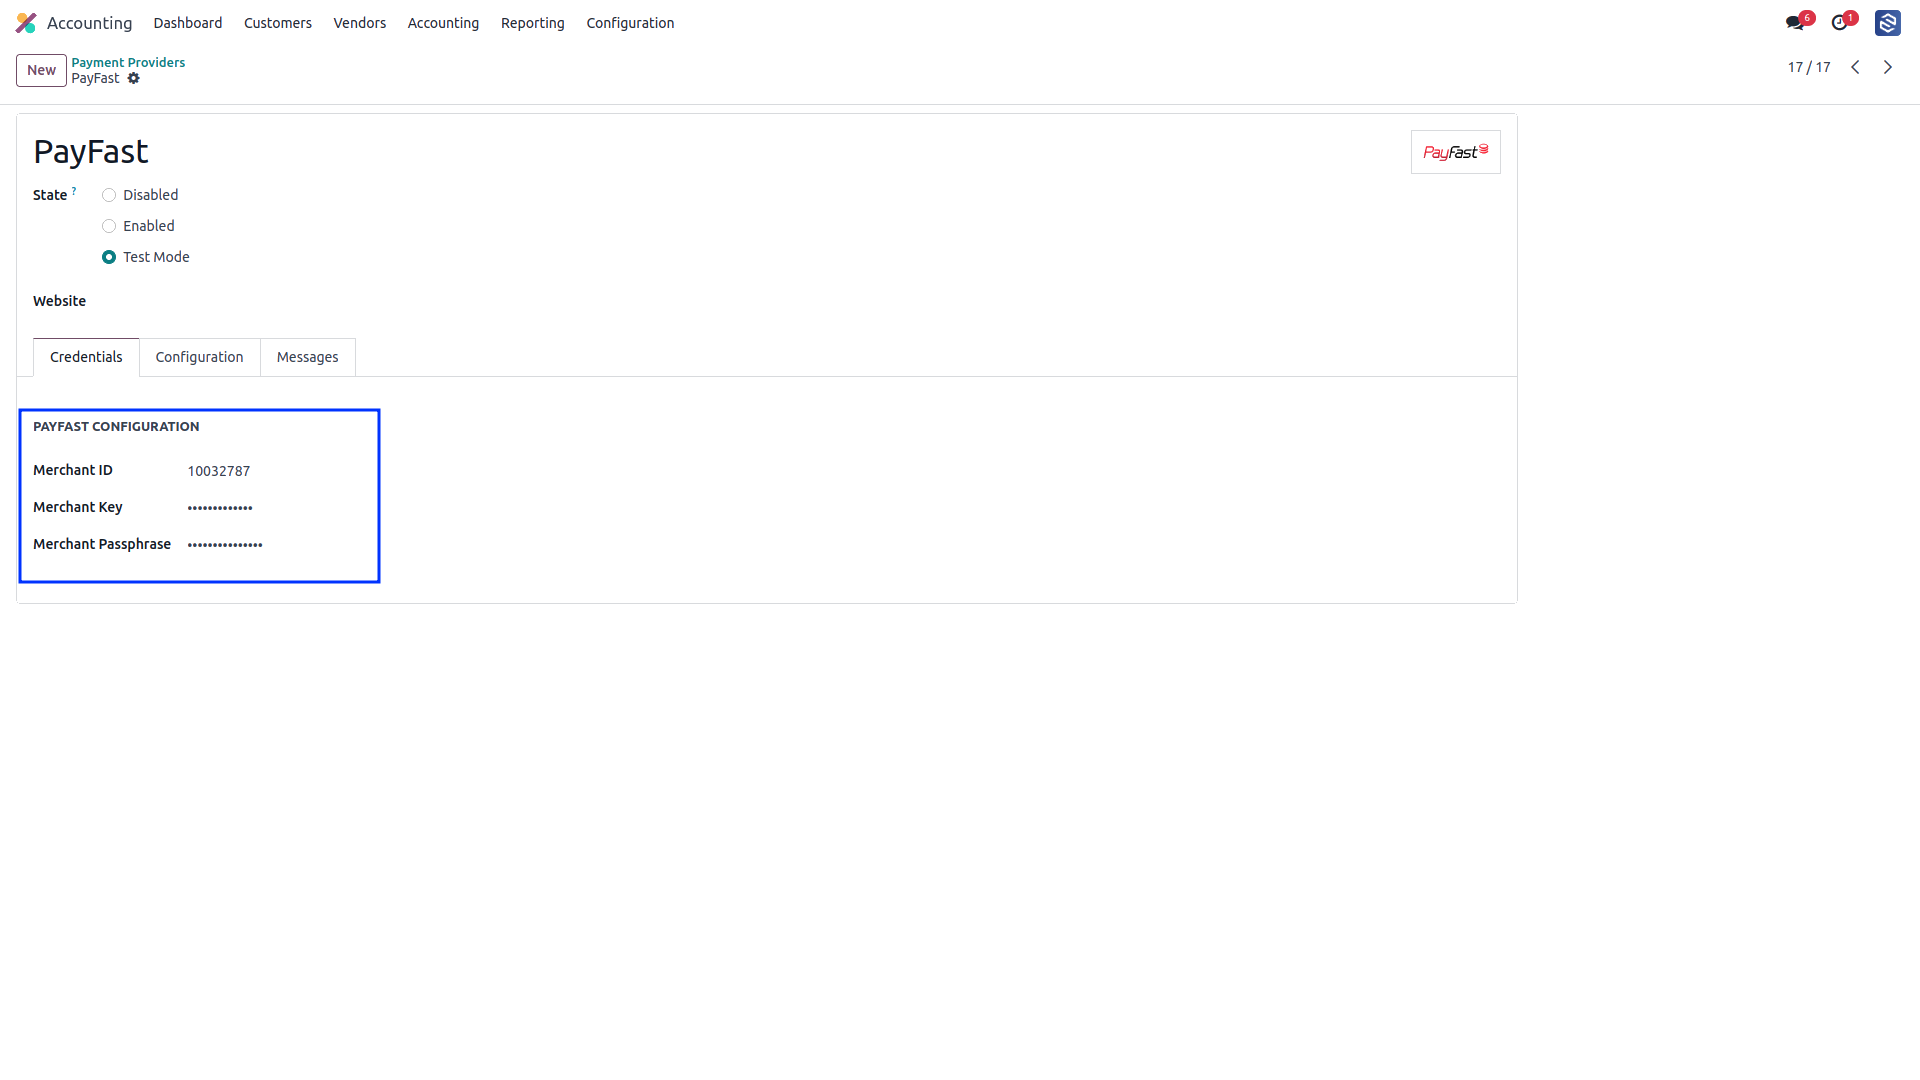 Accounting Dashboard Customers Vendors Accounting Reporting Configuration 6 1
New Payment Providers 17 / 17
PayFast
PayFast
PayFast
State ? Disabled
Enabled
Test Mode
Website
Credentials Configuration Messages
PAYFAST CONFIGURATION
Merchant ID 10032787
Merchant Key •••••••••••••
Merchant Passphrase •••••••••••••••